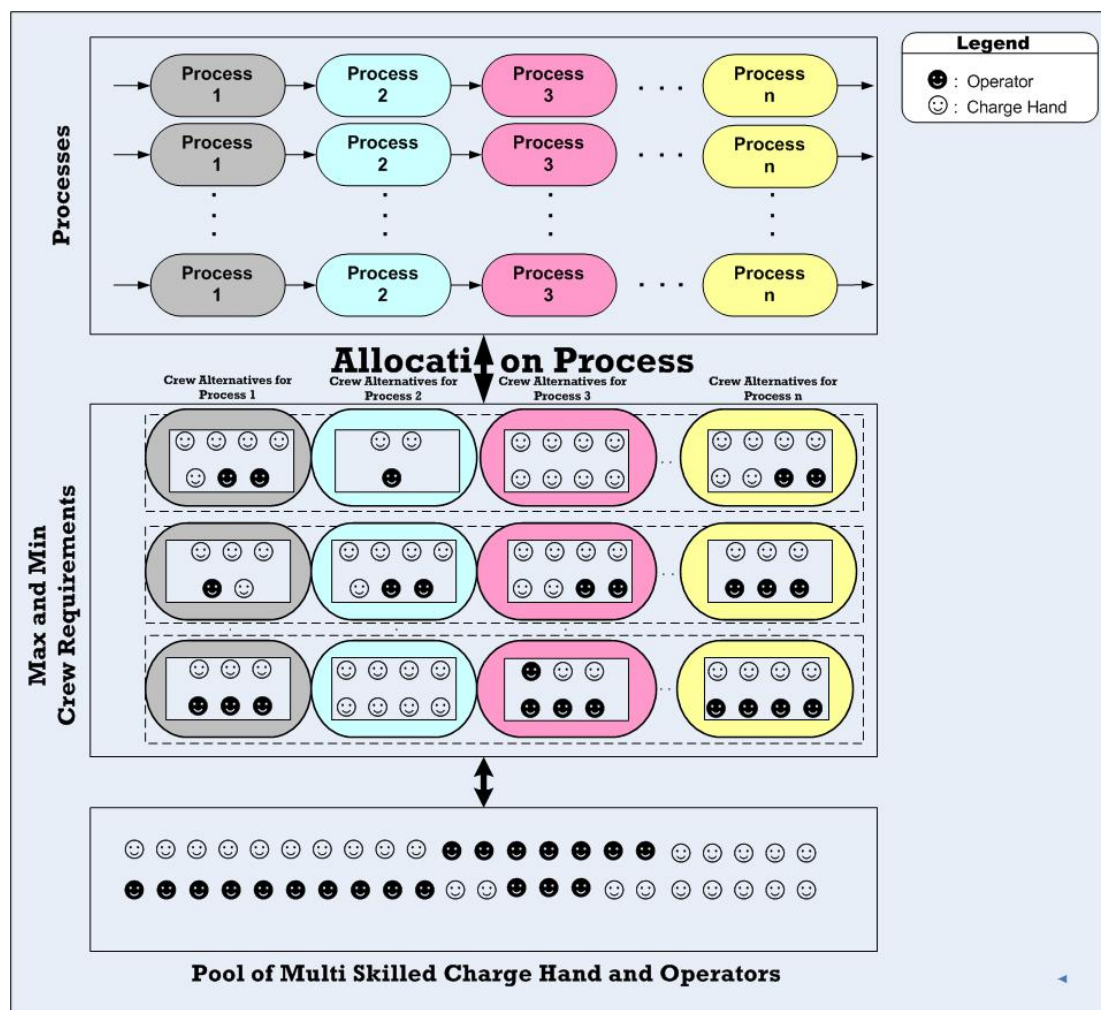 Legend
: Operator
: Charge Hand
Processes
Process
1
Process
2
Process
3
. . .
Process
n
Process
1
Process
2
Process
3
. . .
Process
n
Process
1
Process
2
Process
3
. . .
Process
n
Allocation Process
Crew Alternatives for
Process 1
Crew Alternatives for
Process 2
Crew Alternatives for
Process 3
Crew Alternatives for
Process n
Max and Min
Crew Requirements
Pool of Multi Skilled Charge Hand and Operators